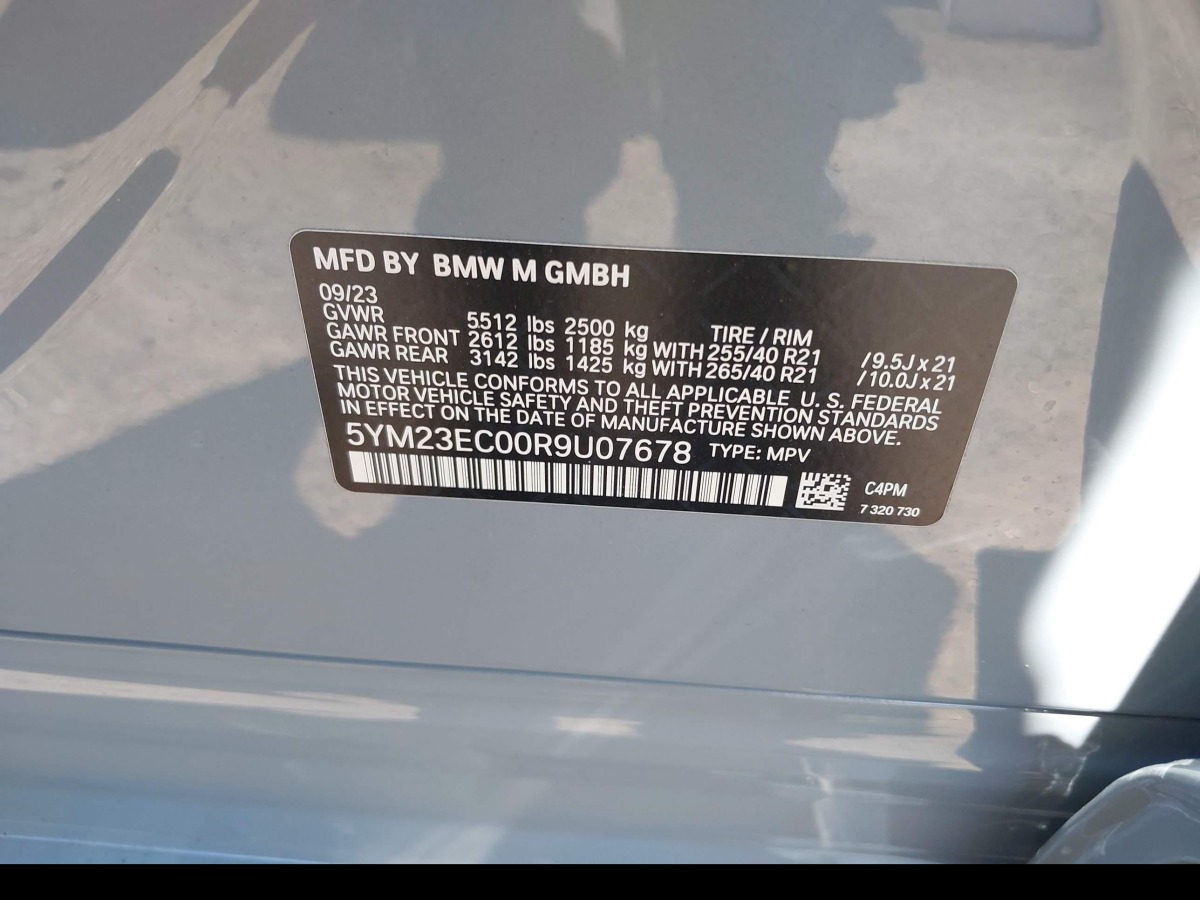 MFD BY BMW M GMBH
09/23
GVWR 5512 lbs 2500 kg TIRE / RIM
GAWR FRONT 2612 lbs 1185 kg WITH 255/40 R21 /9.5J x 21
GAWR REAR 3142 lbs 1425 kg WITH 265/40 R21 /10.0J x 21
THIS VEHICLE CONFORMS TO ALL APPLICABLE U. S. FEDERAL
MOTOR VEHICLE SAFETY AND THEFT PREVENTION STANDARDS
IN EFFECT ON THE DATE OF MANUFACTURE SHOWN ABOVE.
5YM23EC00R9U07678 TYPE: MPV
C4PM
7 320 730